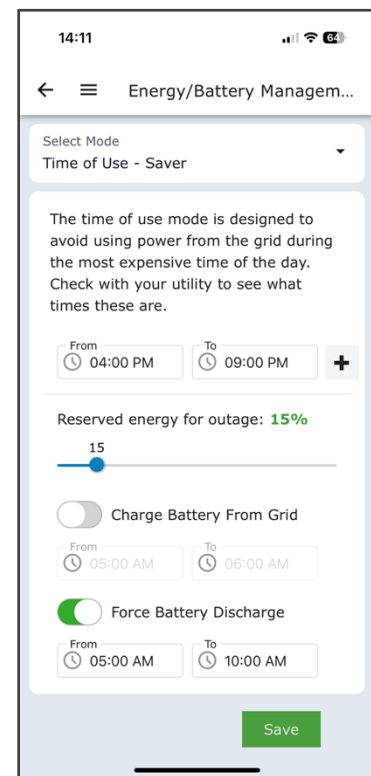 14:11
64
Energy/Battery Managem...
Select Mode
Time of Use - Saver
The time of use mode is designed to
avoid using power from the grid during
the most expensive time of the day.
Check with your utility to see what
times these are.
From To
04:00 PM 09:00 PM +
Reserved energy for outage: 15%
15
Charge Battery From Grid
From To
05:00 AM 06:00 AM
Force Battery Discharge
From To
05:00 AM 10:00 AM
Save